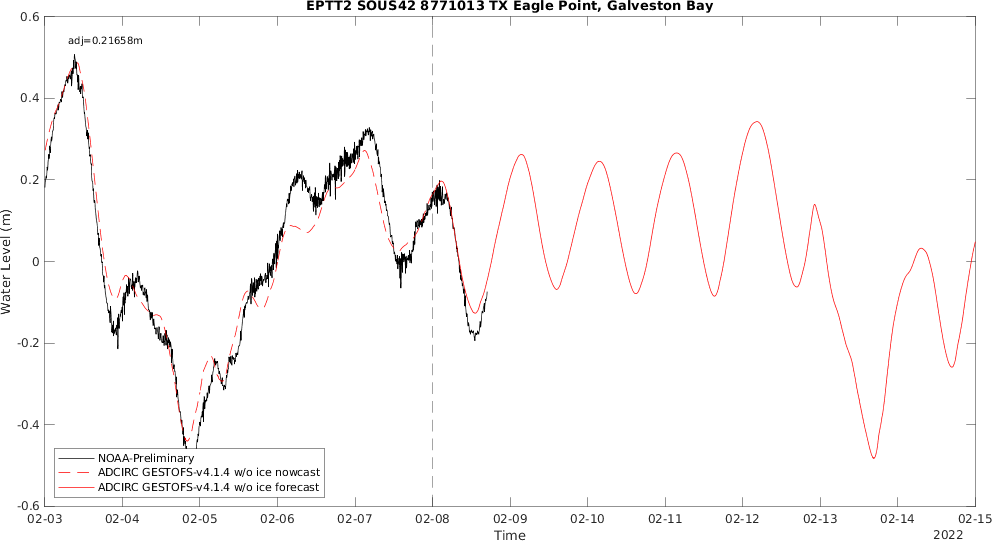 EPTT2 SOUS42 8771013 TX Eagle Point, Galveston Bay
adj=0.21658m
0.6
0.4
0.2
0
-0.2
-0.4
-0.6
Water Level (m)
NOAA-Preliminary
ADCIRC GESTOFS-v4.1.4 w/o ice nowcast
ADCIRC GESTOFS-v4.1.4 w/o ice forecast
02-03 02-04 02-05 02-06 02-07 02-08 02-09 02-10 02-11 02-12 02-13 02-14 02-15
Time
2022